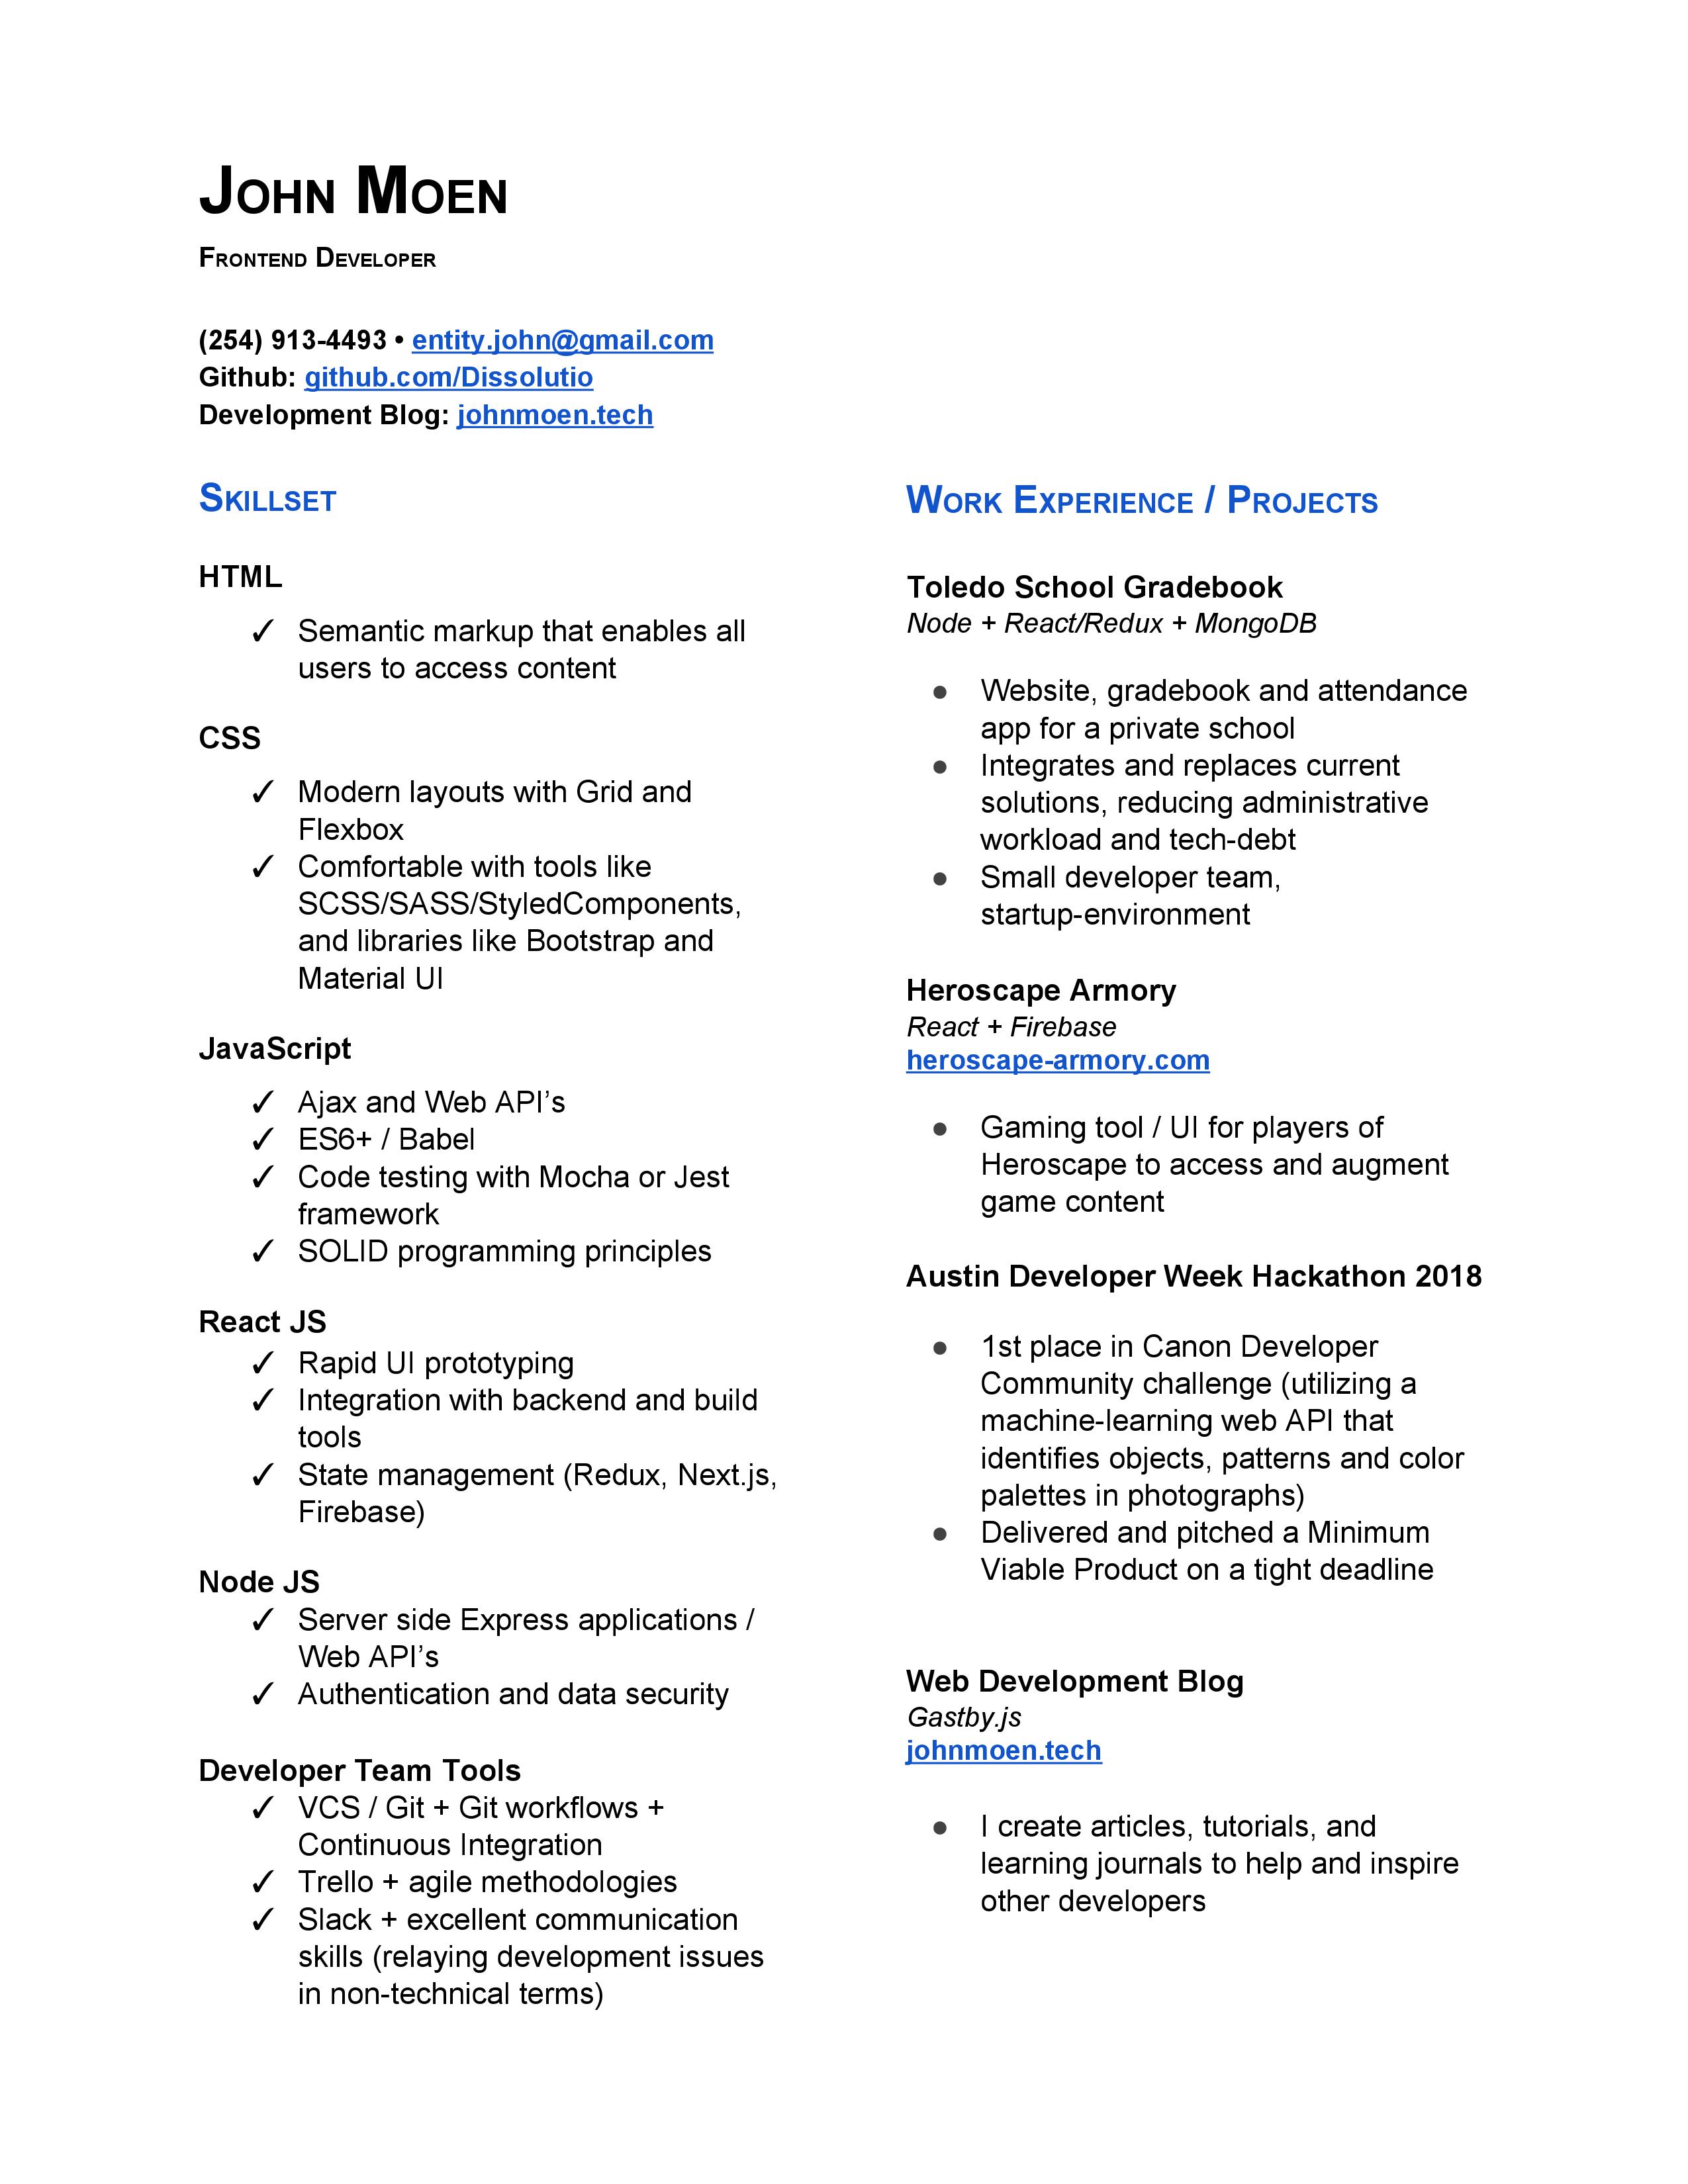 John Moen
Frontend Developer
(254) 913-4493 • entity.john@gmail.com
Github: github.com/Dissolutio
Development Blog: johnmoen.tech
Skillset
HTML
✓ Semantic markup that enables all
users to access content
CSS
✓ Modern layouts with Grid and
Flexbox
✓ Comfortable with tools like
SCSS/SASS/StyledComponents,
and libraries like Bootstrap and
Material UI
JavaScript
✓ Ajax and Web API’s
✓ ES6+ / Babel
✓ Code testing with Mocha or Jest
framework
✓ SOLID programming principles
React JS
✓ Rapid UI prototyping
✓ Integration with backend and build
tools
✓ State management (Redux, Next.js,
Firebase)
Node JS
✓ Server side Express applications /
Web API’s
✓ Authentication and data security
Developer Team Tools
✓ VCS / Git + Git workflows +
Continuous Integration
✓ Trello + agile methodologies
✓ Slack + excellent communication
skills (relaying development issues
in non-technical terms)
Work Experience / Projects
Toledo School Gradebook
Node + React/Redux + MongoDB
● Website, gradebook and attendance
app for a private school
● Integrates and replaces current
solutions, reducing administrative
workload and tech-debt
● Small developer team,
startup-environment
Heroscape Armory
React + Firebase
heroscape-armory.com
● Gaming tool / UI for players of
Heroscape to access and augment
game content
Austin Developer Week Hackathon 2018
● 1st place in Canon Developer
Community challenge (utilizing a
machine-learning web API that
identifies objects, patterns and color
palettes in photographs)
● Delivered and pitched a Minimum
Viable Product on a tight deadline
Web Development Blog
Gastby.js
johnmoen.tech
● I create articles, tutorials, and
learning journals to help and inspire
other developers